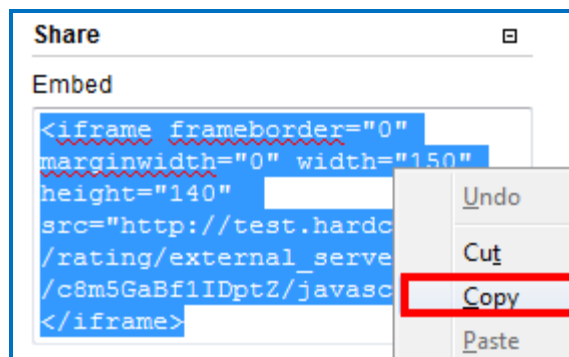 Share
Embed
<iframe frameborder="0"
marginwidth="0" width="150"
height="140"
src="http://test.hardc
/rating/external_serve
/c8m5GaBf1IDptZ/javasc
</iframe>
Undo
Cut
Copy
Paste